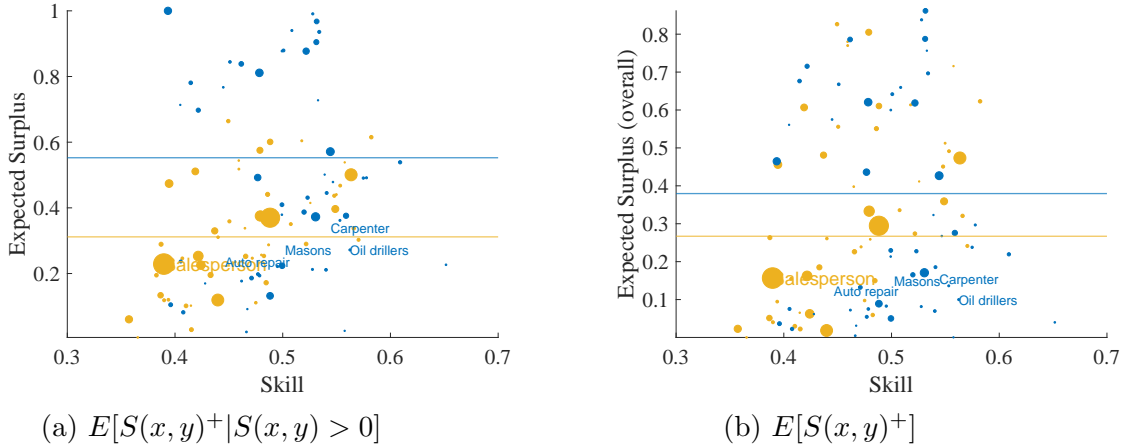 Expected Surplus
1
0.8
0.6
0.4
0.2
0.3
0.4
0.5
0.6
0.7
Skill
Carpenter
Masons
Oil drillers
Auto repair
Salesperson
(a) E[S(x, y)⁺|S(x, y) > 0]
Expected Surplus (overall)
0.8
0.7
0.6
0.5
0.4
0.3
0.2
0.1
0.3
0.4
0.5
0.6
0.7
Skill
Salesperson
Masons
Carpenter
Auto repair
Oil drillers
(b) E[S(x, y)⁺]